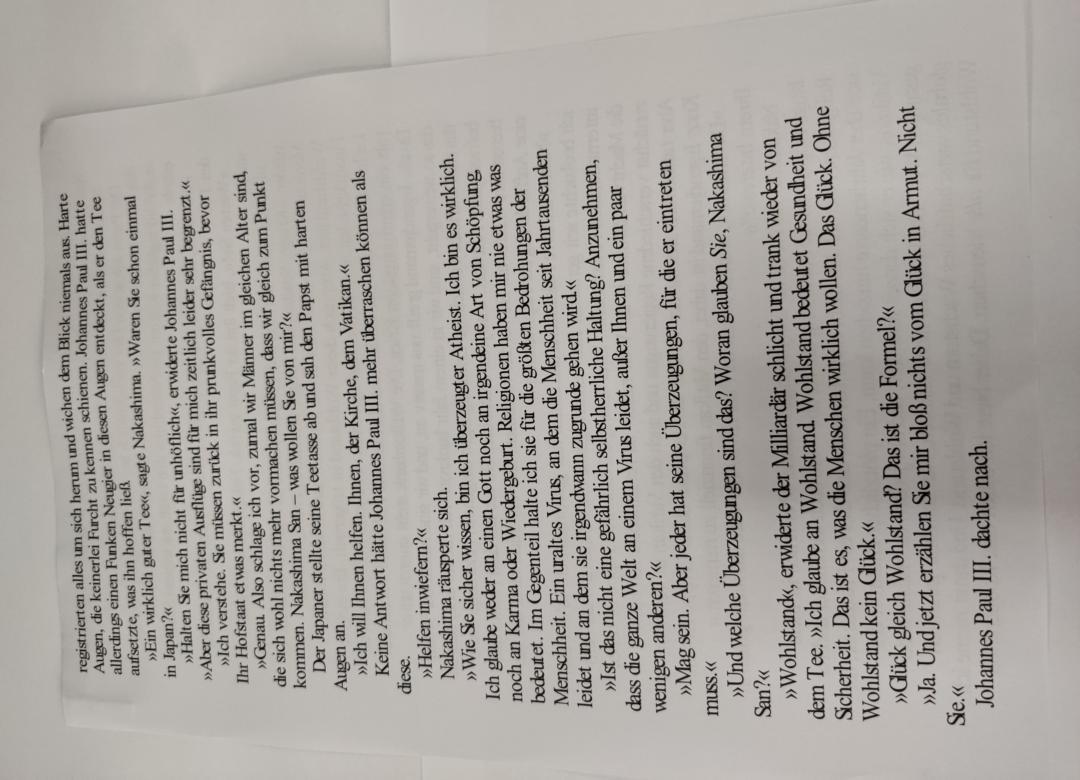 registrierten alles um sich herum und wichen dem Blick niemals aus. Harte
Augen, die keinerlei Furcht zu kennen schienen. Johannes Paul III. hatte
allerdings einen Funken Neugier in diesen Augen entdeckt, als er den Tee
aufsetzte, was ihn hoffen ließ.
»Ein wirklich guter Tee«, sagte Nakashima. »Waren Sie schon einmal
in Japan?«
»Halten Sie mich nicht für unhöflich«, erwiderte Johannes Paul III.
»Aber diese privaten Ausflüge sind für mich zeitlich leider sehr begrenzt.«
»Ich verstehe. Sie müssen zurück in ihr prunkvolles Gefängnis, bevor
Ihr Hofstaat etwas merkt.«
»Genau. Also schlage ich vor, zumal wir Männer im gleichen Alter sind,
die sich wohl nichts mehr vormachen müssen, dass wir gleich zum Punkt
kommen. Nakashima San – was wollen Sie von mir?«
Der Japaner stellte seine Teetasse ab und sah den Papst mit harten
Augen an.
»Ich will Ihnen helfen. Ihnen, der Kirche, dem Vatikan.«
Keine Antwort hätte Johannes Paul III. mehr überraschen können als
diese.
»Helfen inwiefern?«
Nakashima räusperte sich.
»Wie Sie sicher wissen, bin ich überzeugter Atheist. Ich bin es wirklich.
Ich glaube weder an einen Gott noch an irgendeine Art von Schöpfung
noch an Karma oder Wiedergeburt. Religionen haben mir nie etwas was
bedeutet. Im Gegenteil halte ich sie für die größten Bedrohungen der
Menschheit. Ein uraltes Virus, an dem die Menschheit seit Jahrtausenden
leidet und an dem sie irgendwann zugrunde gehen wird.«
»Ist das nicht eine gefährlich selbstherrliche Haltung? Anzunehmen,
dass die ganze Welt an einem Virus leidet, außer Ihnen und ein paar
wenigen anderen?«
»Mag sein. Aber jeder hat seine Überzeugungen, für die er eintreten
muss.«
»Und welche Überzeugungen sind das? Woran glauben Sie, Nakashima
San?«
»Wohlstand«, erwiderte der Milliardär schlicht und trank wieder von
dem Tee. »Ich glaube an Wohlstand. Wohlstand bedeutet Gesundheit und
Sicherheit. Das ist es, was die Menschen wirklich wollen. Das Glück. Ohne
Wohlstand kein Glück.«
»Glück gleich Wohlstand? Das ist die Formel?«
»Ja. Und jetzt erzählen Sie mir bloß nichts vom Glück in Armut. Nicht
Sie.«
Johannes Paul III. dachte nach.